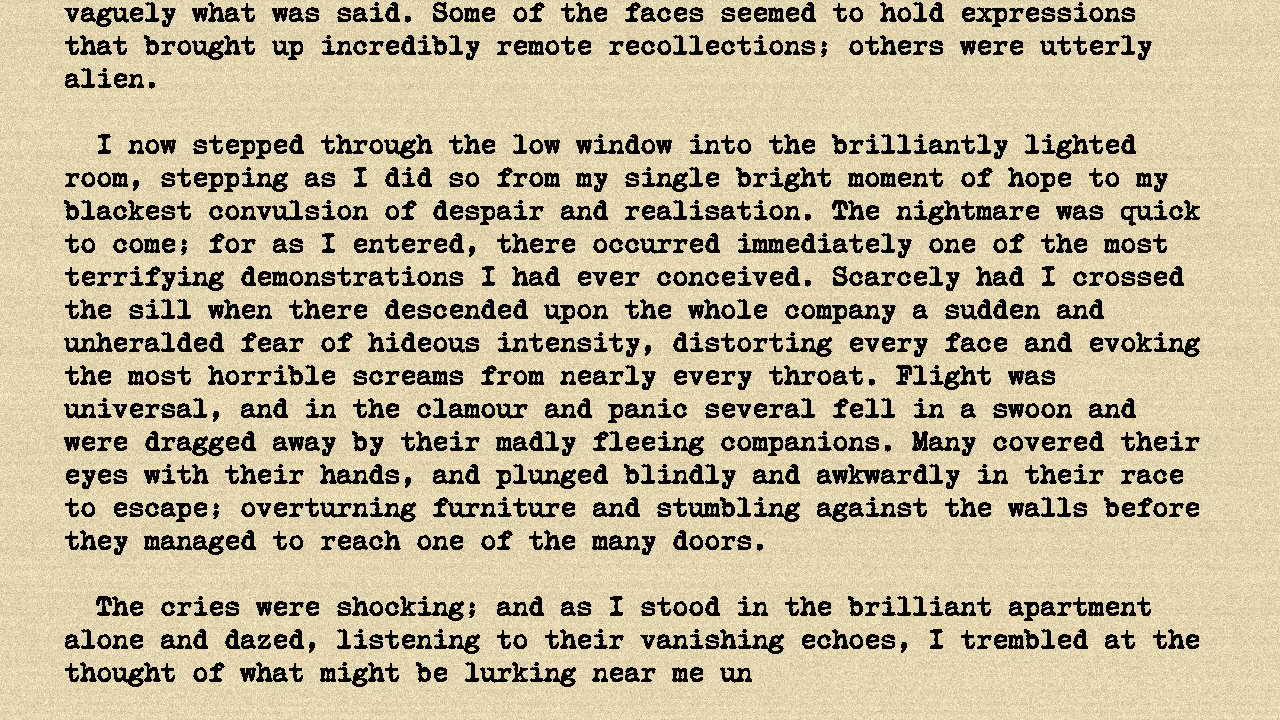 vaguely what was said. Some of the faces seemed to hold expressions
that brought up incredibly remote recollections; others were utterly
alien.
I now stepped through the low window into the brilliantly lighted
room, stepping as I did so from my single bright moment of hope to my
blackest convulsion of despair and realisation. The nightmare was quick
to come; for as I entered, there occurred immediately one of the most
terrifying demonstrations I had ever conceived. Scarcely had I crossed
the sill when there descended upon the whole company a sudden and
unheralded fear of hideous intensity, distorting every face and evoking
the most horrible screams from nearly every throat. Flight was
universal, and in the clamour and panic several fell in a swoon and
were dragged away by their madly fleeing companions. Many covered their
eyes with their hands, and plunged blindly and awkwardly in their race
to escape; overturning furniture and stumbling against the walls before
they managed to reach one of the many doors.
The cries were shocking; and as I stood in the brilliant apartment
alone and dazed, listening to their vanishing echoes, I trembled at the
thought of what might be lurking near me un